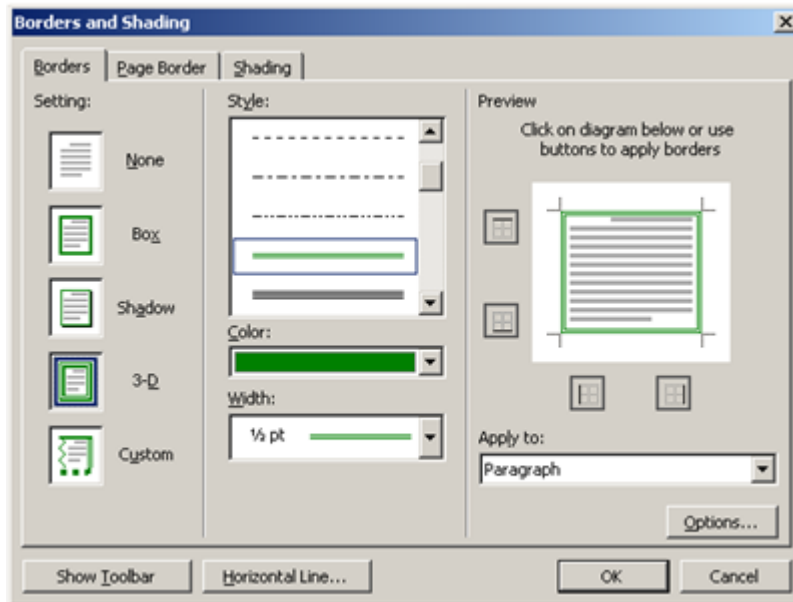 Borders and Shading
Borders
Page Border
Shading
Setting:
None
Box
Shadow
3-D
Custom
Style:
Color:
Width:
½ pt
Preview
Click on diagram below or use
buttons to apply borders
Apply to:
Paragraph
Options...
Show Toolbar
Horizontal Line...
OK
Cancel